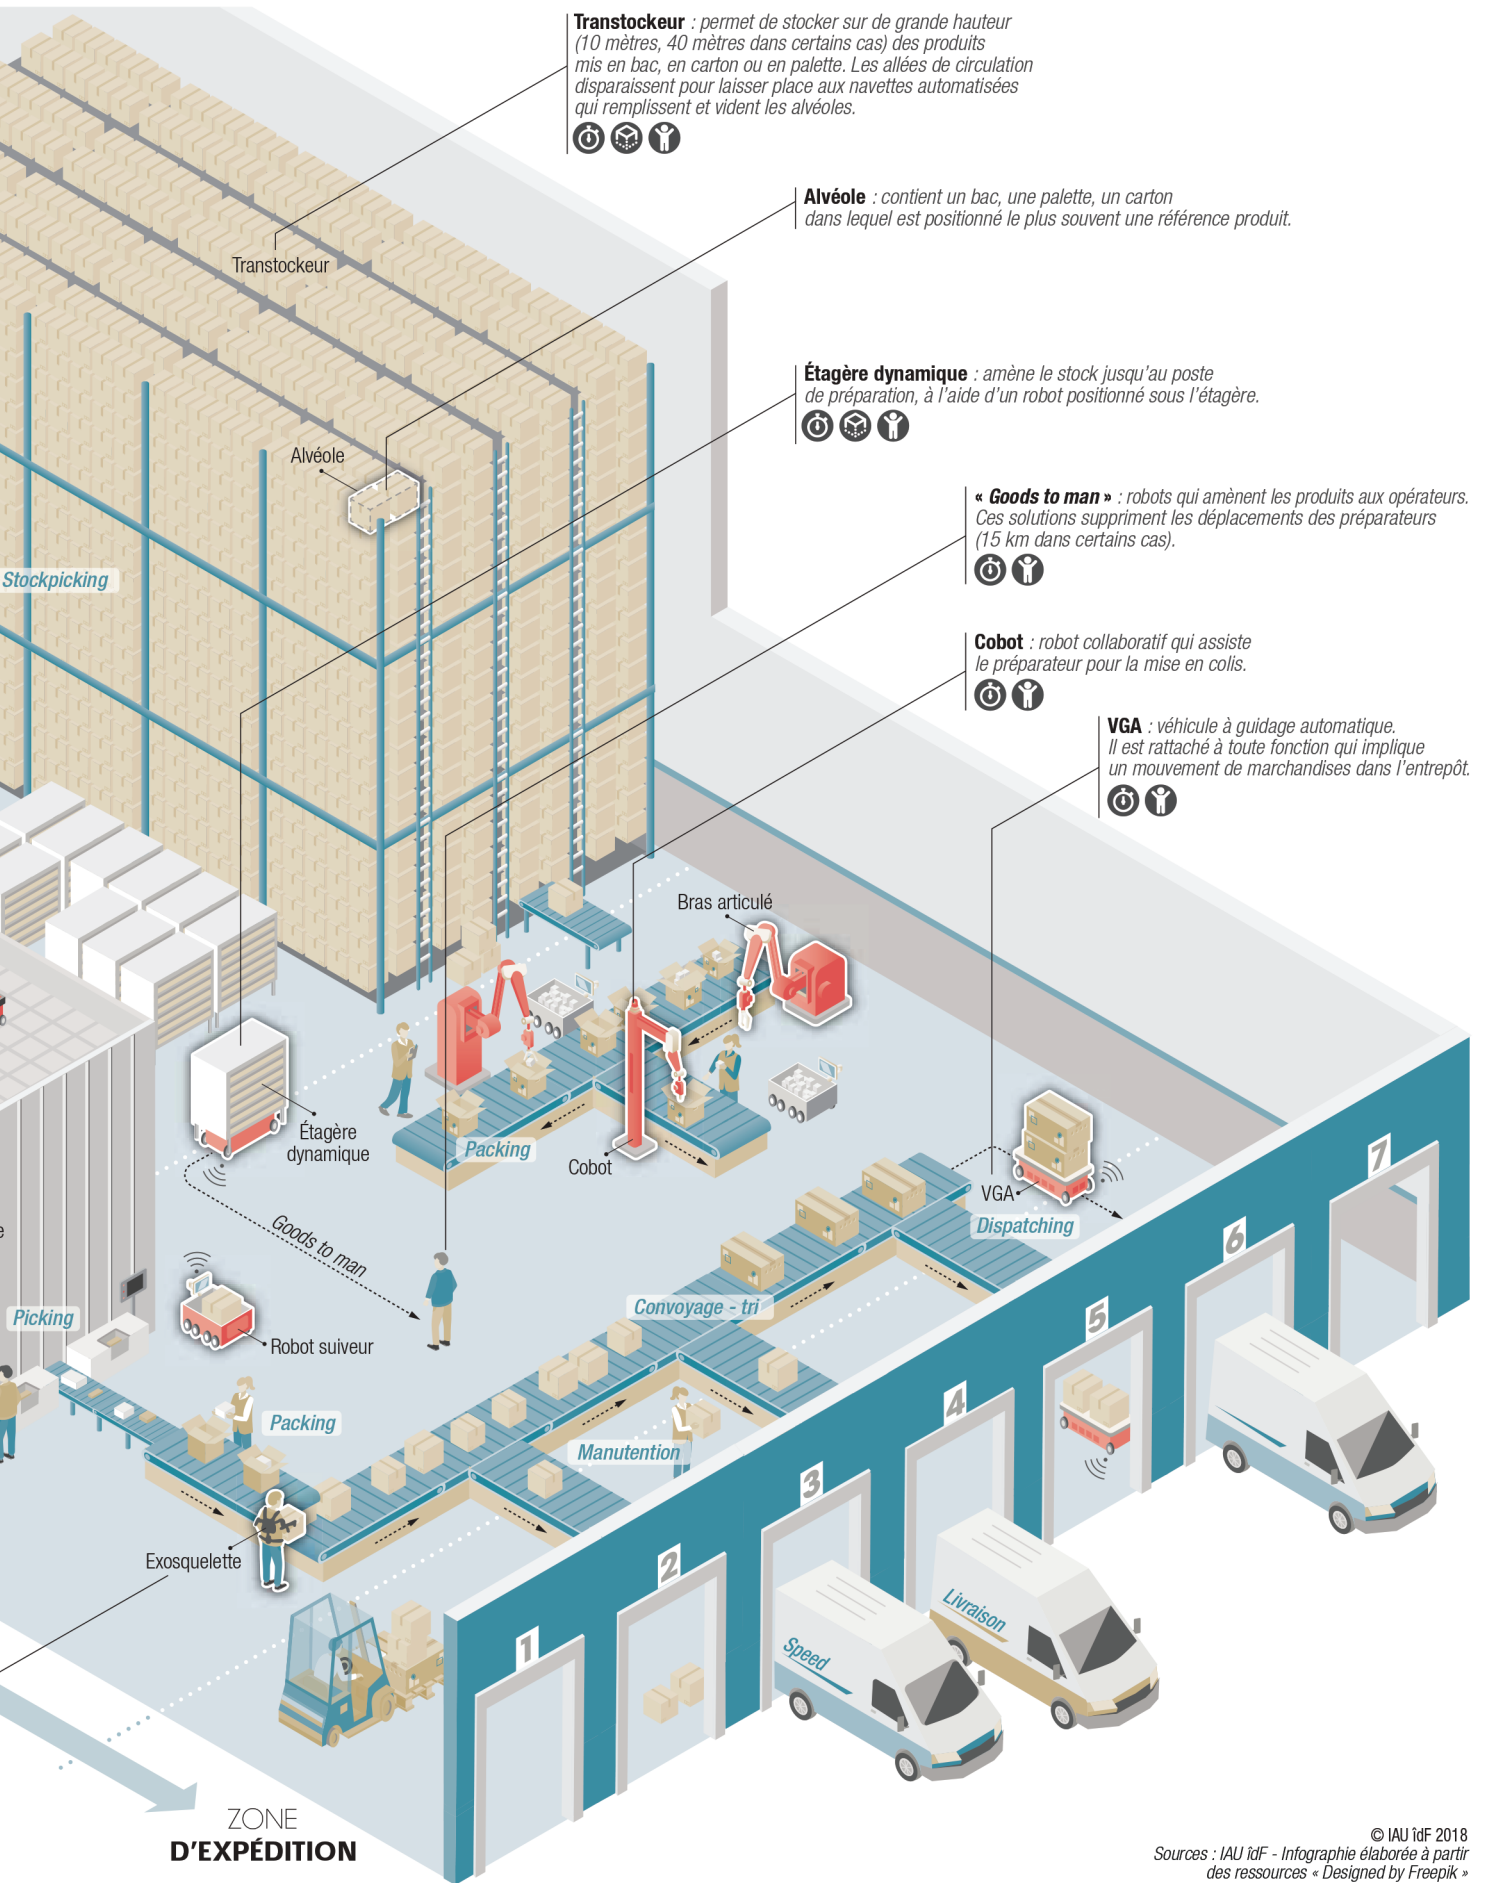 Transtockeur : permet de stocker sur de grande hauteur
(10 mètres, 40 mètres dans certains cas) des produits
mis en bac, en carton ou en palette. Les allées de circulation
disparaissent pour laisser place aux navettes automatisées
qui remplissent et vident les alvéoles.
Alvéole : contient un bac, une palette, un carton
dans lequel est positionné le plus souvent une référence produit.
Transtockeur
Étagère dynamique : amène le stock jusqu'au poste
de préparation, à l'aide d'un robot positionné sous l'étagère.
Alvéole
« Goods to man » : robots qui amènent les produits aux opérateurs.
Ces solutions suppriment les déplacements des préparateurs
(15 km dans certains cas).
Stockpicking
Cobot : robot collaboratif qui assiste
le préparateur pour la mise en colis.
VGA : véhicule à guidage automatique.
Il est rattaché à toute fonction qui implique
un mouvement de marchandises dans l'entrepôt.
Bras articulé
Étagère
dynamique
Packing
Cobot
VGA
Dispatching
7
6
Goods to man
e
Picking
Robot suiveur
Convoyage - tri
5
4
Packing
Manutention
3
Exosquelette
2
1
Livraison
Speed
ZONE
D'EXPÉDITION
© IAU îdF 2018
Sources : IAU îdF - Infographie élaborée à partir
des ressources « Designed by Freepik »